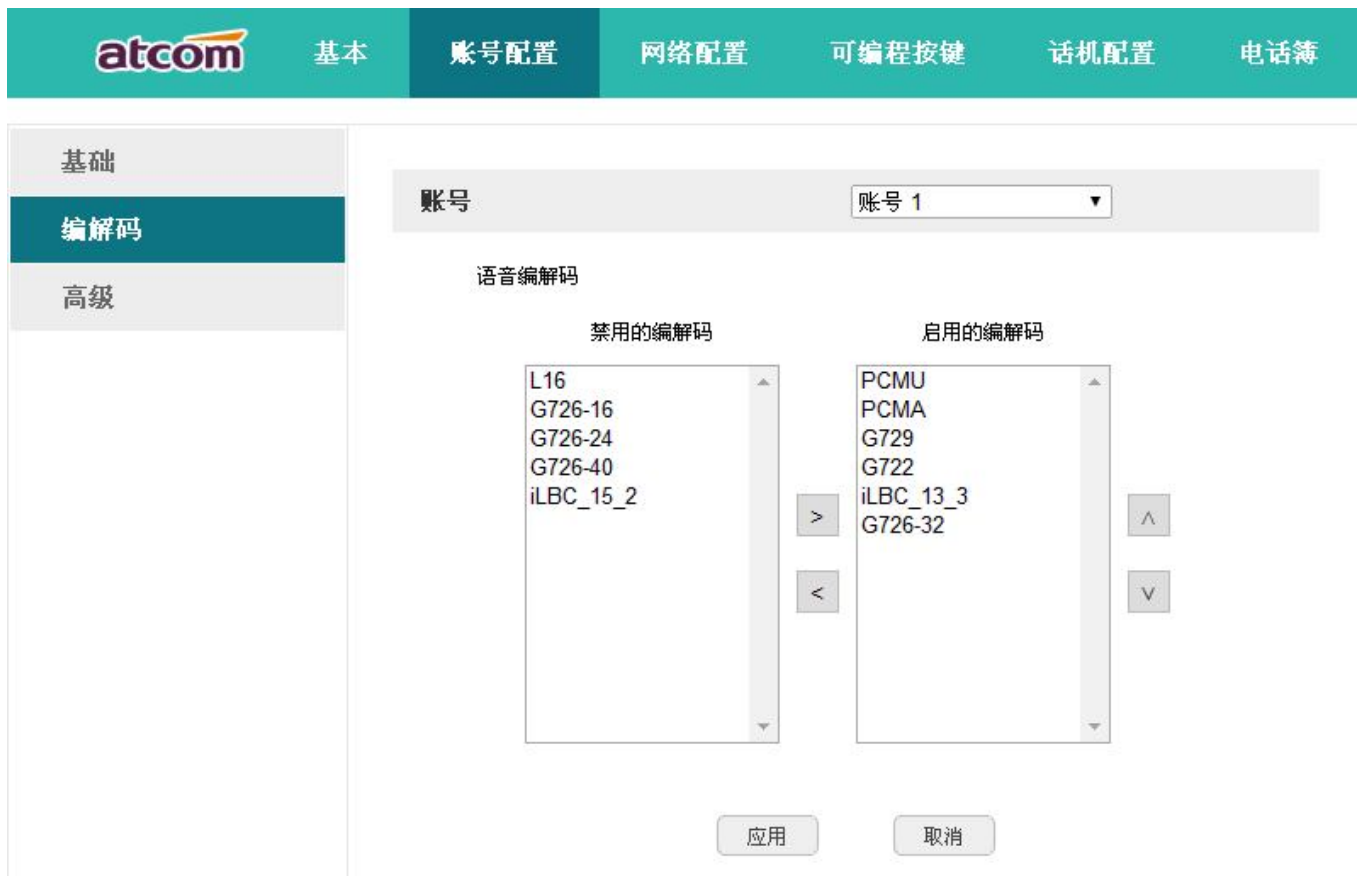 atcom 基本 账号配置 网络配置 可编程按键 话机配置 电话簿
基础
编解码
高级
账号 账号 1
语音编解码
禁用的编解码 启用的编解码
L16 PCMU
G726-16 PCMA
G726-24 G729
G726-40 G722
iLBC_15_2 iLBC_13_3
G726-32
> ∧
< ∨
应用 取消